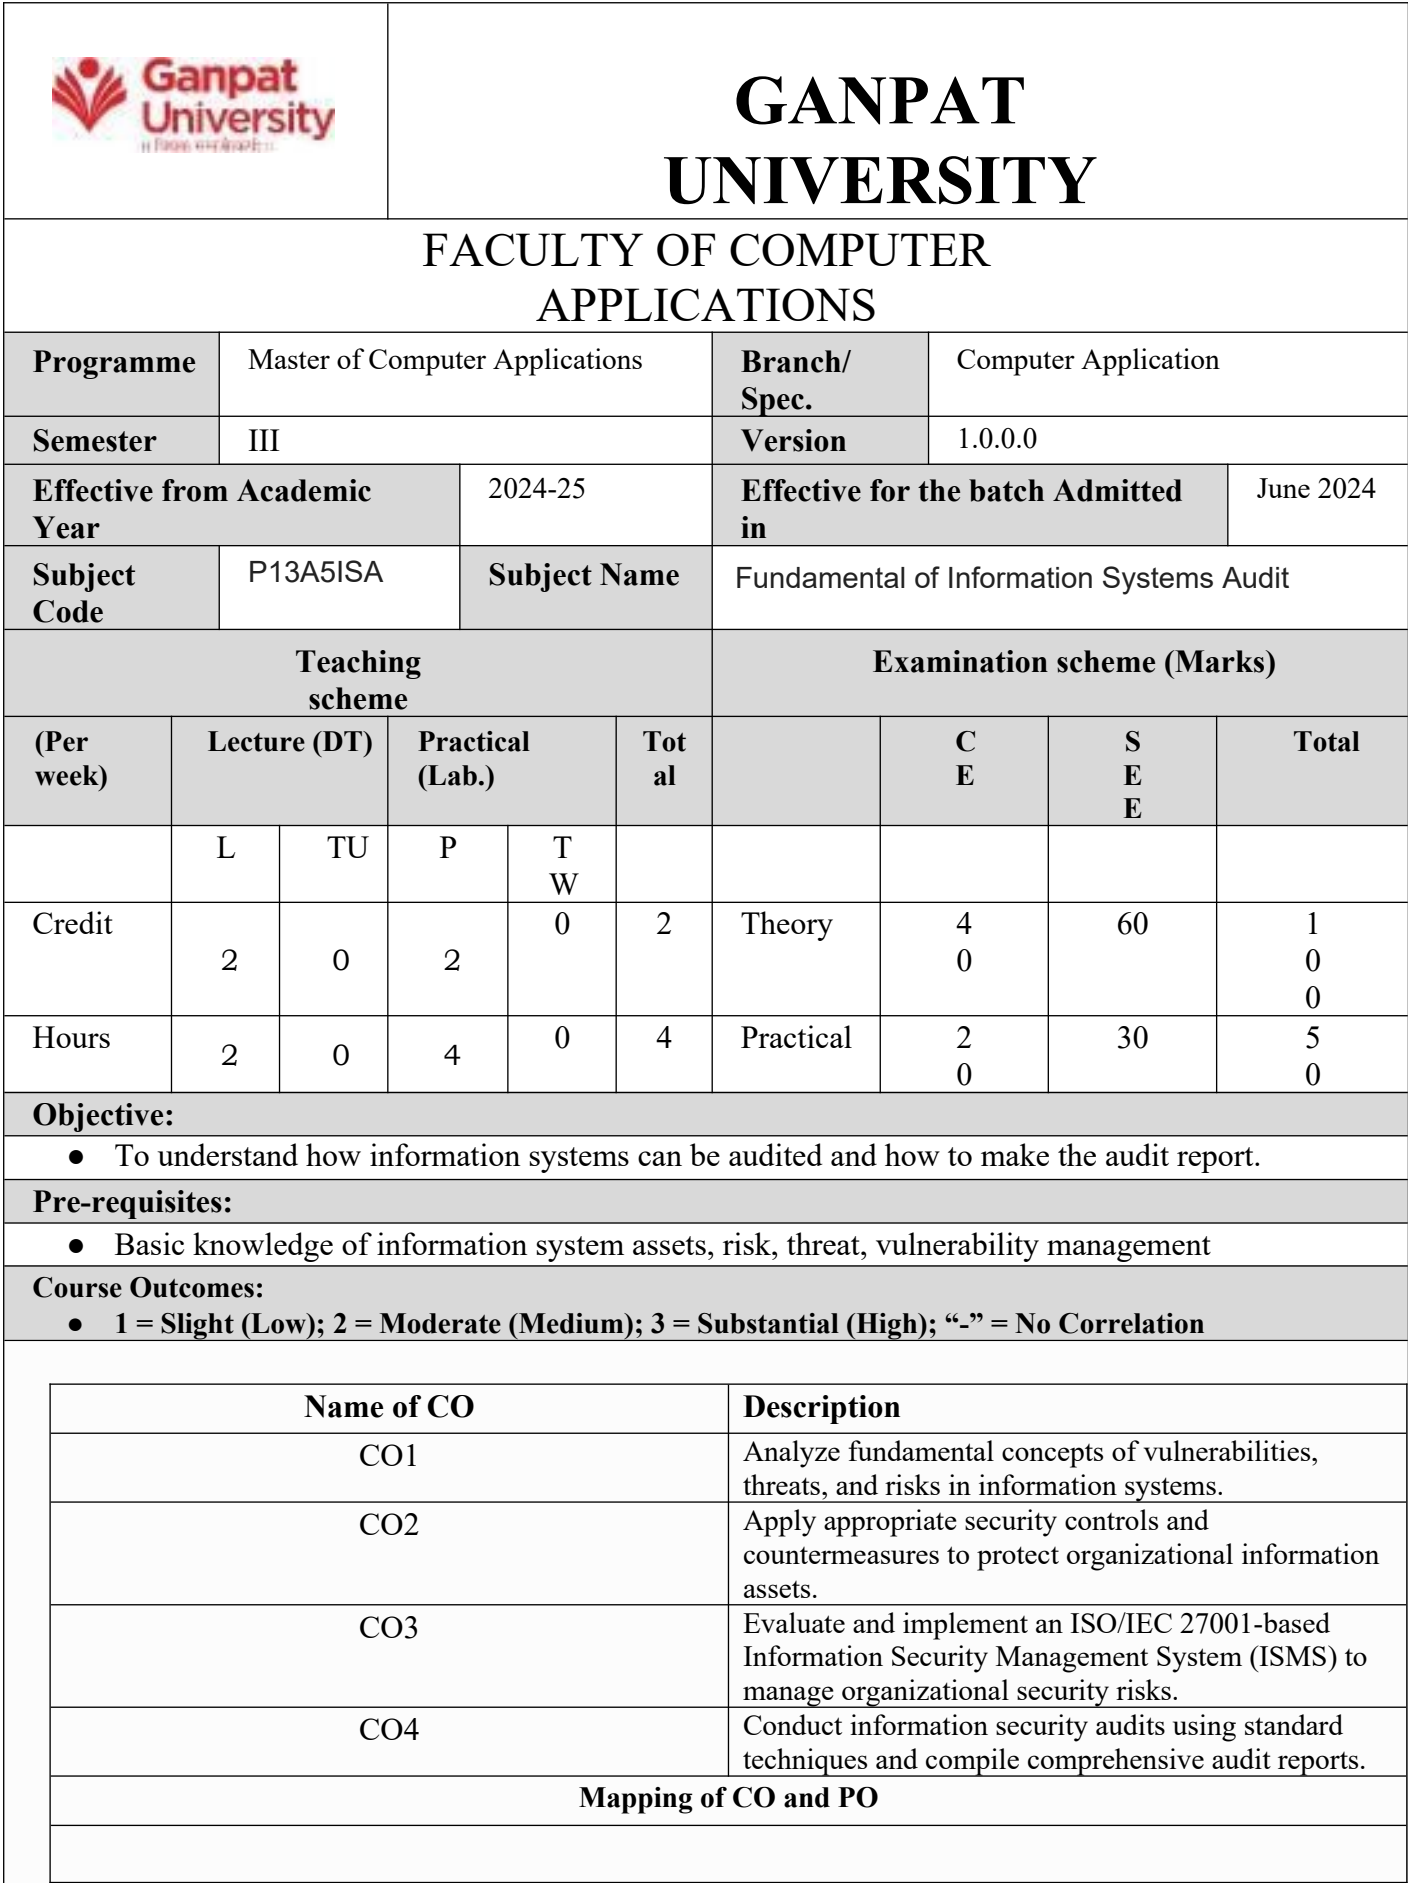 Ganpat
University
GANPAT
UNIVERSITY
FACULTY OF COMPUTER
APPLICATIONS
Programme Master of Computer Applications Branch/ Computer Application
Spec.
Semester III Version 1.0.0.0
Effective from Academic 2024-25 Effective for the batch Admitted June 2024
Year in
Subject P13A5ISA Subject Name Fundamental of Information Systems Audit
Code
Teaching Examination scheme (Marks)
scheme
(Per Lecture (DT) Practical Tot C S Total
week) (Lab.) al E E
E
L TU P T
W
Credit 2 0 2 0 2 Theory 4 60 1
0 0
0
Hours 2 0 4 0 4 Practical 2 30 5
0 0
Objective:
● To understand how information systems can be audited and how to make the audit report.
Pre-requisites:
● Basic knowledge of information system assets, risk, threat, vulnerability management
Course Outcomes:
● 1 = Slight (Low); 2 = Moderate (Medium); 3 = Substantial (High); “-” = No Correlation
Name of CO Description
CO1 Analyze fundamental concepts of vulnerabilities,
threats, and risks in information systems.
CO2 Apply appropriate security controls and
countermeasures to protect organizational information
assets.
CO3 Evaluate and implement an ISO/IEC 27001-based
Information Security Management System (ISMS) to
manage organizational security risks.
CO4 Conduct information security audits using standard
techniques and compile comprehensive audit reports.
Mapping of CO and PO